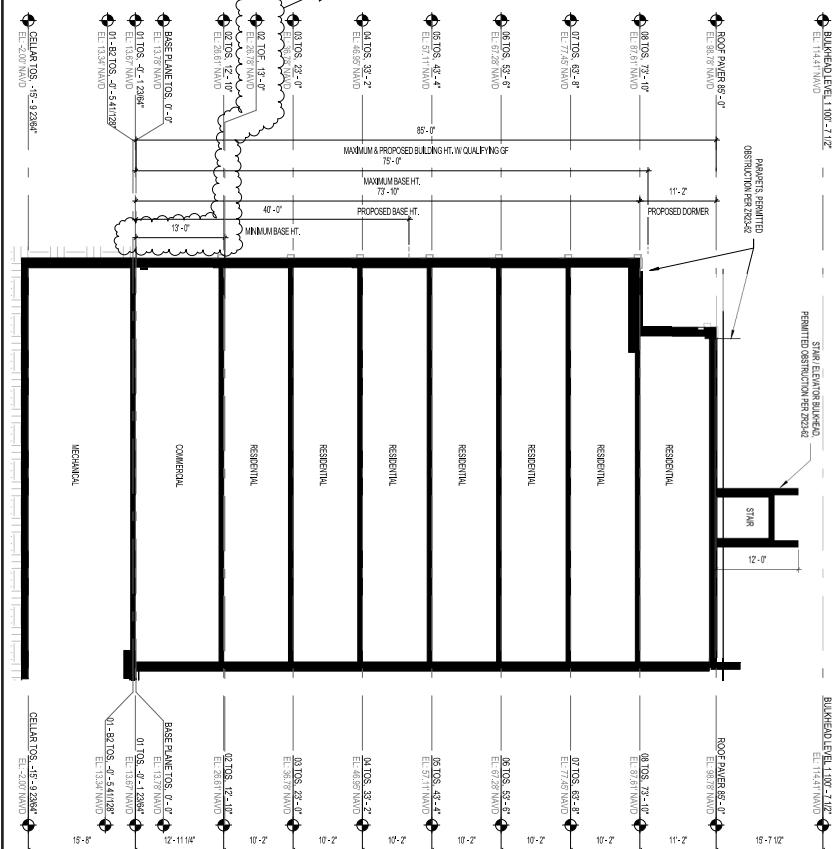 BULKHEAD LEVEL 1 100' - 7 1/2"
EL: 114.41' NAVD
ROOF PAVER 85' - 0"
EL: 98.78' NAVD
08 TOS, 73' - 10"
EL: 87.61' NAVD
07 TOS, 63' - 8"
EL: 77.45' NAVD
06 TOS, 53' - 6"
EL: 67.28' NAVD
05 TOS, 43' - 4"
EL: 57.11' NAVD
04 TOS, 33' - 2"
EL: 46.95' NAVD
03 TOS, 23' - 0"
EL: 36.78' NAVD
02 TOF, 13' - 0"
EL: 26.78' NAVD
02 TOS, 12' - 10"
EL: 26.61' NAVD
BASE PLANE TOS, 0' - 0"
EL: 13.78' NAVD
01 TOS, -0' - 1 23/64"
EL: 13.67' NAVD
01 - B2 TOS, -0' - 5 41/128"
EL: 13.34' NAVD
CELLAR TOS, -15' - 9 23/64"
EL: -2.00' NAVD
85' - 0"
MAXIMUM & PROPOSED BUILDING HT. W/ QUALIFYING GF
75' - 0"
MAXIMUM BASE HT.
73' - 10"
PROPOSED BASE HT.
40' - 0"
MINIMUM BASE HT.
13' - 0"
11' - 2"
PROPOSED DORMER
PARAPETS, PERMITTED
OBSTRUCTION PER ZR23-62
STAIR / ELEVATOR BULKHEAD,
PERMITTED OBSTRUCTION PER ZR23-62
STAIR
12' - 0"
RESIDENTIAL
RESIDENTIAL
RESIDENTIAL
RESIDENTIAL
RESIDENTIAL
RESIDENTIAL
RESIDENTIAL
COMMERCIAL
MECHANICAL
BULKHEAD LEVEL 1 100' - 7 1/2"
EL: 114.41' NAVD
ROOF PAVER 85' - 0"
EL: 98.78' NAVD
08 TOS, 73' - 10"
EL: 87.61' NAVD
07 TOS, 63' - 8"
EL: 77.45' NAVD
06 TOS, 53' - 6"
EL: 67.28' NAVD
05 TOS, 43' - 4"
EL: 57.11' NAVD
04 TOS, 33' - 2"
EL: 46.95' NAVD
03 TOS, 23' - 0"
EL: 36.78' NAVD
02 TOS, 12' - 10"
EL: 26.61' NAVD
BASE PLANE TOS, 0' - 0"
EL: 13.78' NAVD
01 TOS, -0' - 1 23/64"
EL: 13.67' NAVD
01 - B2 TOS, -0' - 5 41/128"
EL: 13.34' NAVD
CELLAR TOS, -15' - 9 23/64"
EL: -2.00' NAVD
15' - 7 1/2"
11' - 2"
10' - 2"
10' - 2"
10' - 2"
10' - 2"
10' - 2"
10' - 2"
12' - 11 1/4"
15' - 8"